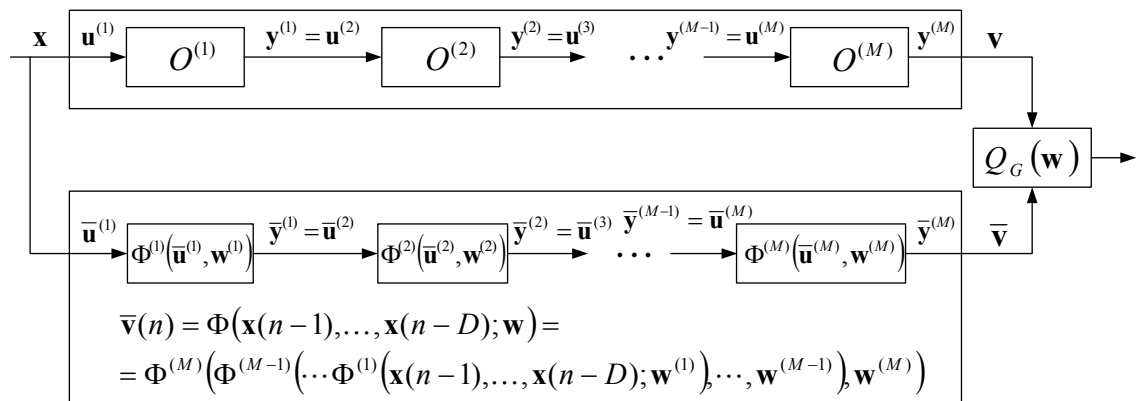 x u⁽¹⁾ y⁽¹⁾ = u⁽²⁾ y⁽²⁾ = u⁽³⁾ y⁽ᴹ⁻¹⁾ = u⁽ᴹ⁾ y⁽ᴹ⁾ v
O⁽¹⁾ O⁽²⁾ ··· O⁽ᴹ⁾
Q_G(w)
u̅⁽¹⁾ y̅⁽¹⁾ = u̅⁽²⁾ y̅⁽²⁾ = u̅⁽³⁾ y̅⁽ᴹ⁻¹⁾ = u̅⁽ᴹ⁾ y̅⁽ᴹ⁾ v̅
Φ⁽¹⁾(u̅⁽¹⁾, w⁽¹⁾) Φ⁽²⁾(u̅⁽²⁾, w⁽²⁾) ··· Φ⁽ᴹ⁾(u̅⁽ᴹ⁾, w⁽ᴹ⁾)
v̅(n) = Φ(x(n−1),…, x(n−D); w) =
= Φ⁽ᴹ⁾(Φ⁽ᴹ⁻¹⁾(···Φ⁽¹⁾(x(n−1),…, x(n−D); w⁽¹⁾),···, w⁽ᴹ⁻¹⁾), w⁽ᴹ⁾)